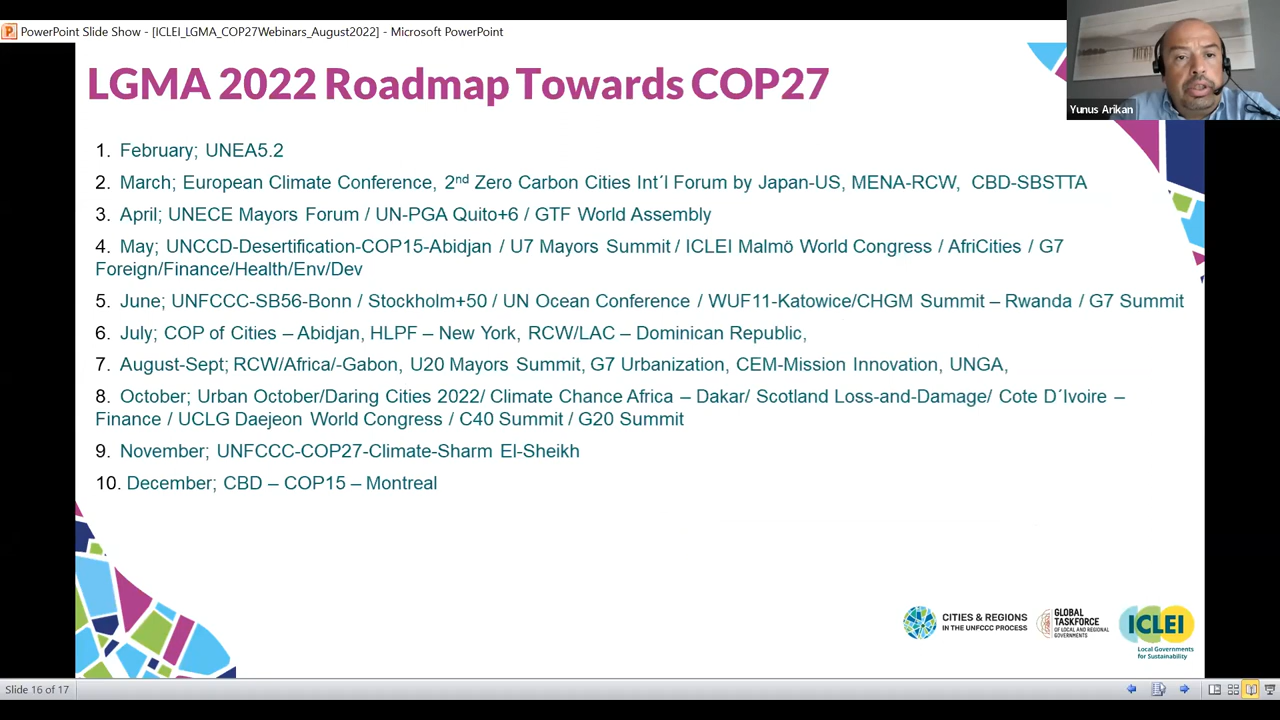 PowerPoint Slide Show - [ICLEI_LGMA_COP27Webinars_August2022] - Microsoft PowerPoint
Yunus Arikan
LGMA 2022 Roadmap Towards COP27
1. February; UNEA5.2
2. March; European Climate Conference, 2nd Zero Carbon Cities Int´l Forum by Japan-US, MENA-RCW, CBD-SBSTTA
3. April; UNECE Mayors Forum / UN-PGA Quito+6 / GTF World Assembly
4. May; UNCCD-Desertification-COP15-Abidjan / U7 Mayors Summit / ICLEI Malmö World Congress / AfriCities / G7
Foreign/Finance/Health/Env/Dev
5. June; UNFCCC-SB56-Bonn / Stockholm+50 / UN Ocean Conference / WUF11-Katowice/CHGM Summit – Rwanda / G7 Summit
6. July; COP of Cities – Abidjan, HLPF – New York, RCW/LAC – Dominican Republic,
7. August-Sept; RCW/Africa/-Gabon, U20 Mayors Summit, G7 Urbanization, CEM-Mission Innovation, UNGA,
8. October; Urban October/Daring Cities 2022/ Climate Chance Africa – Dakar/ Scotland Loss-and-Damage/ Cote D´Ivoire –
Finance / UCLG Daejeon World Congress / C40 Summit / G20 Summit
9. November; UNFCCC-COP27-Climate-Sharm El-Sheikh
10. December; CBD – COP15 – Montreal
CITIES & REGIONS
IN THE UNFCCC PROCESS
GLOBAL
TASKFORCE
OF LOCAL AND REGIONAL
GOVERNMENTS
ICLEI
Local Governments
for Sustainability
Slide 16 of 17